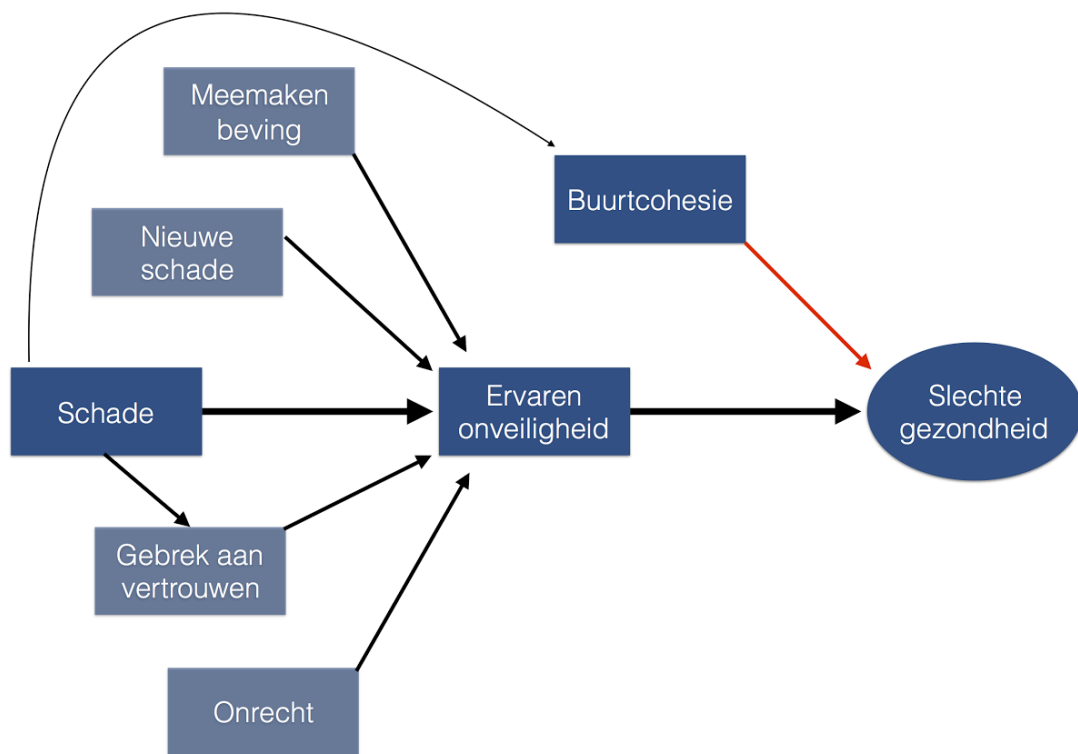 Meemaken
beving
Buurtcohesie
Nieuwe
schade
Schade
Ervaren
onveiligheid
Slechte
gezondheid
Gebrek aan
vertrouwen
Onrecht